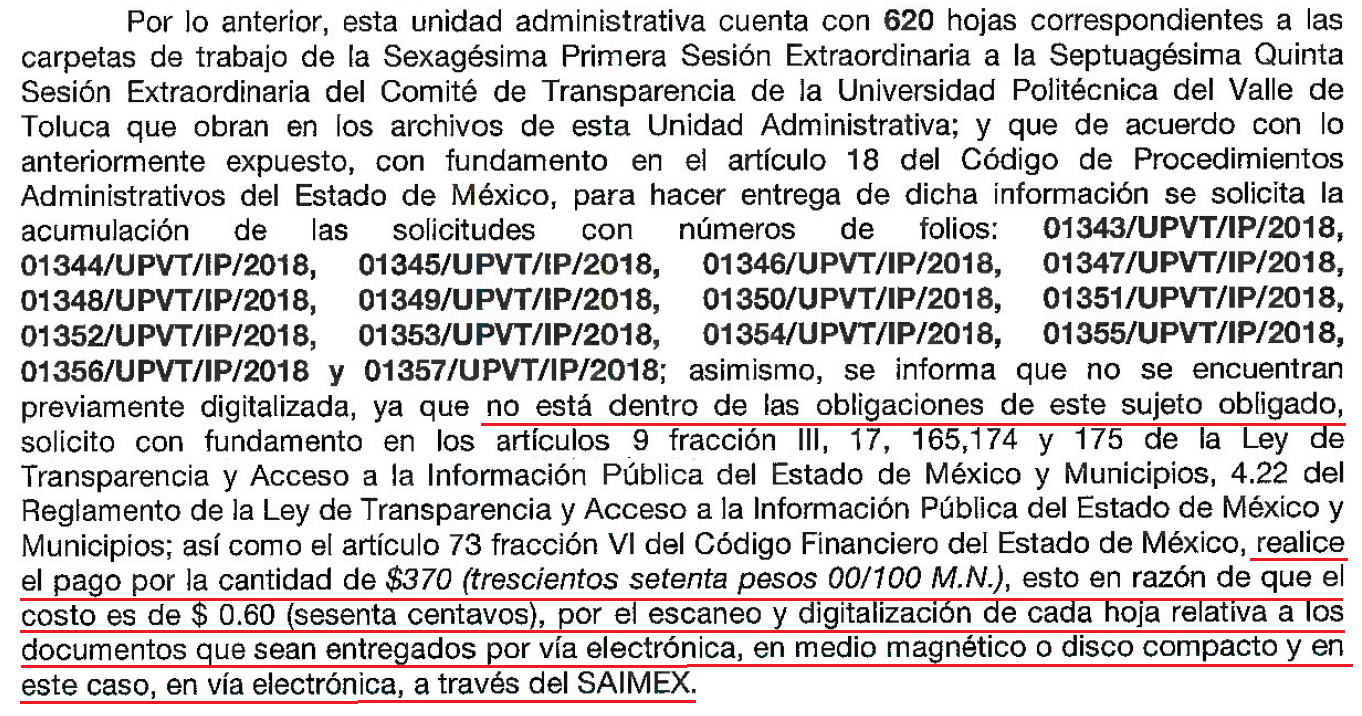 Por lo anterior, esta unidad administrativa cuenta con 620 hojas correspondientes a las
carpetas de trabajo de la Sexagésima Primera Sesión Extraordinaria a la Septuagésima Quinta
Sesión Extraordinaria del Comité de Transparencia de la Universidad Politécnica del Valle de
Toluca que obran en los archivos de esta Unidad Administrativa; y que de acuerdo con lo
anteriormente expuesto, con fundamento en el artículo 18 del Código de Procedimientos
Administrativos del Estado de México, para hacer entrega de dicha información se solicita la
acumulación de las solicitudes con números de folios: 01343/UPVT/IP/2018,
01344/UPVT/IP/2018, 01345/UPVT/IP/2018, 01346/UPVT/IP/2018, 01347/UPVT/IP/2018,
01348/UPVT/IP/2018, 01349/UPVT/IP/2018, 01350/UPVT/IP/2018, 01351/UPVT/IP/2018,
01352/UPVT/IP/2018, 01353/UPVT/IP/2018, 01354/UPVT/IP/2018, 01355/UPVT/IP/2018,
01356/UPVT/IP/2018 y 01357/UPVT/IP/2018; asimismo, se informa que no se encuentran
previamente digitalizada, ya que no está dentro de las obligaciones de este sujeto obligado,
solicito con fundamento en los artículos 9 fracción III, 17, 165,174 y 175 de la Ley de
Transparencia y Acceso a la Información Pública del Estado de México y Municipios, 4.22 del
Reglamento de la Ley de Transparencia y Acceso a la Información Pública del Estado de México y
Municipios; así como el artículo 73 fracción VI del Código Financiero del Estado de México, realice
el pago por la cantidad de $370 (trescientos setenta pesos 00/100 M.N.), esto en razón de que el
costo es de $ 0.60 (sesenta centavos), por el escaneo y digitalización de cada hoja relativa a los
documentos que sean entregados por vía electrónica, en medio magnético o disco compacto y en
este caso, en vía electrónica, a través del SAIMEX.